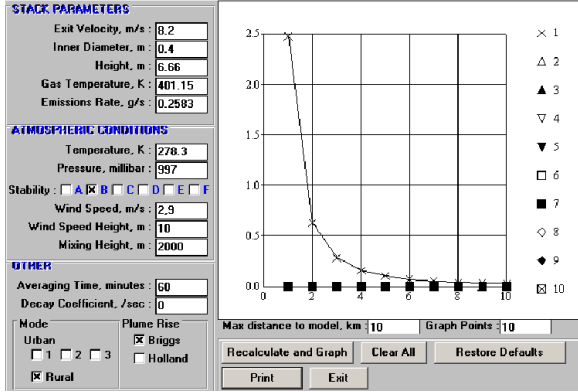 STACK PARAMETERS
Exit Velocity, m/s : 8.2
Inner Diameter, m : 0.4
Height, m : 6.66
Gas Temperature, K : 401.15
Emissions Rate, g/s : 0.2583
ATMOSPHERIC CONDITIONS
Temperature, K : 278.3
Pressure, millibar : 997
Stability : A B C D E F
Wind Speed, m/s : 2,9
Wind Speed Height, m : 10
Mixing Height, m : 2000
OTHER
Averaging Time, minutes : 60
Decay Coefficient, /sec : 0
Mode
Urban
1 2 3
Rural
Plume Rise
Briggs
Holland
2.5
2.0
1.5
1.0
0.5
0.0
0 2 4 6 8 10
1
2
3
4
5
6
7
8
9
10
Max distance to model, km : 10 Graph Points : 10
Recalculate and Graph Clear All Restore Defaults
Print Exit